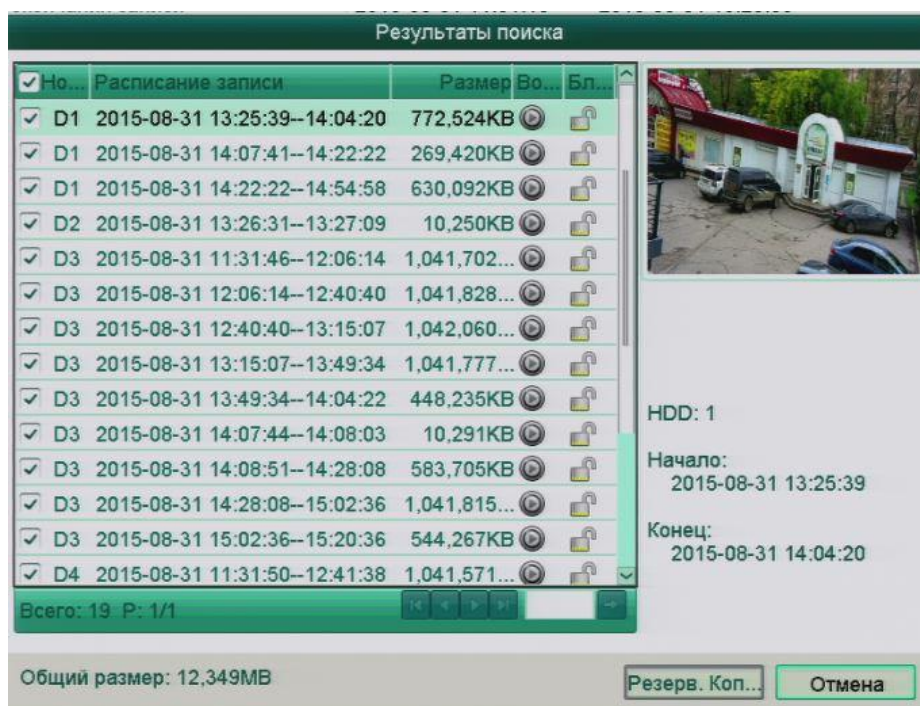 Результаты поиска
Но... Расписание записи Размер Во... Бл...
D1 2015-08-31 13:25:39--14:04:20 772,524KB
D1 2015-08-31 14:07:41--14:22:22 269,420KB
D1 2015-08-31 14:22:22--14:54:58 630,092KB
D2 2015-08-31 13:26:31--13:27:09 10,250KB
D3 2015-08-31 11:31:46--12:06:14 1,041,702...
D3 2015-08-31 12:06:14--12:40:40 1,041,828...
D3 2015-08-31 12:40:40--13:15:07 1,042,060...
D3 2015-08-31 13:15:07--13:49:34 1,041,777...
D3 2015-08-31 13:49:34--14:04:22 448,235KB
D3 2015-08-31 14:07:44--14:08:03 10,291KB
D3 2015-08-31 14:08:51--14:28:08 583,705KB
D3 2015-08-31 14:28:08--15:02:36 1,041,815...
D3 2015-08-31 15:02:36--15:20:36 544,267KB
D4 2015-08-31 11:31:50--12:41:38 1,041,571...
Всего: 19 P: 1/1
HDD: 1
Начало:
2015-08-31 13:25:39
Конец:
2015-08-31 14:04:20
Общий размер: 12,349MB
Резерв. Коп...
Отмена